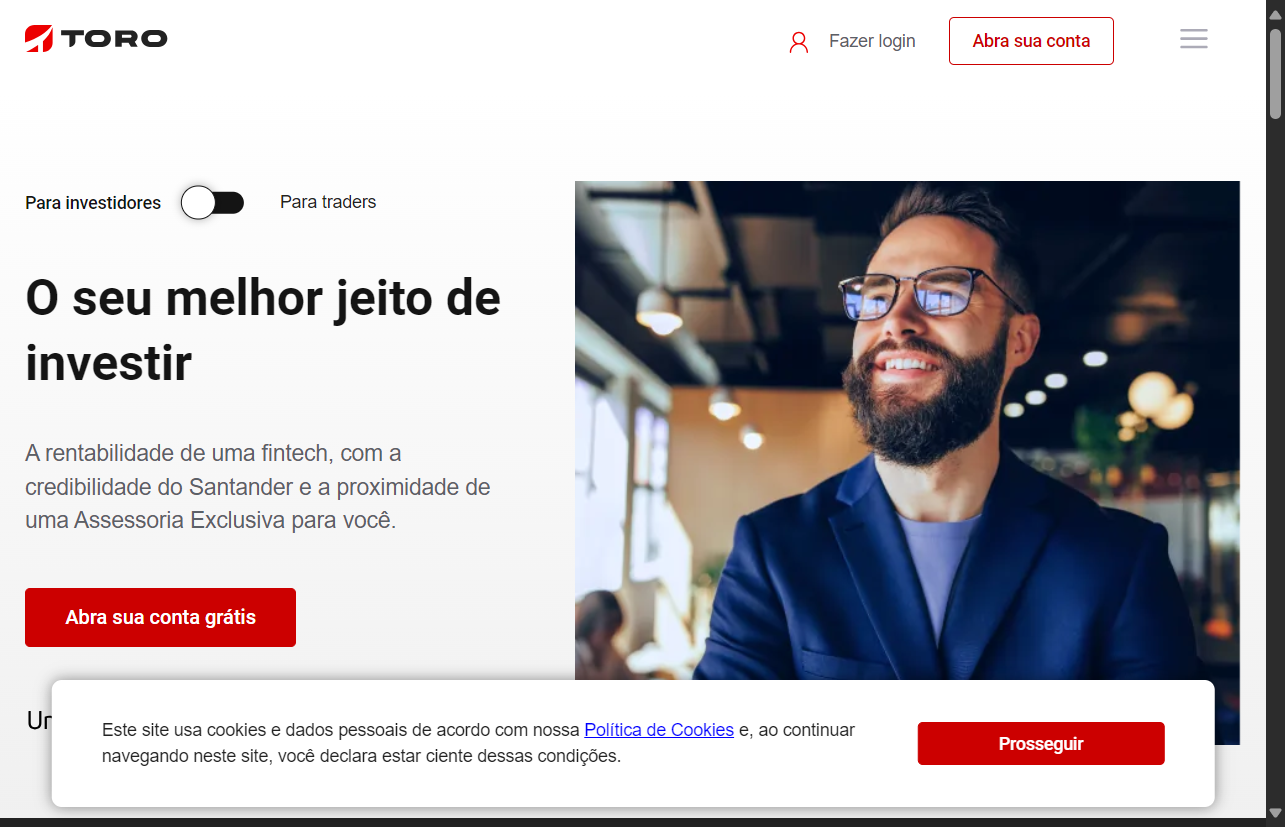 TORO
Fazer login
Abra sua conta
Para investidores
Para traders
O seu melhor jeito de
investir
A rentabilidade de uma fintech, com a
credibilidade do Santander e a proximidade de
uma Assessoria Exclusiva para você.
Abra sua conta grátis
Este site usa cookies e dados pessoais de acordo com nossa Política de Cookies e, ao continuar
navegando neste site, você declara estar ciente dessas condições.
Prosseguir